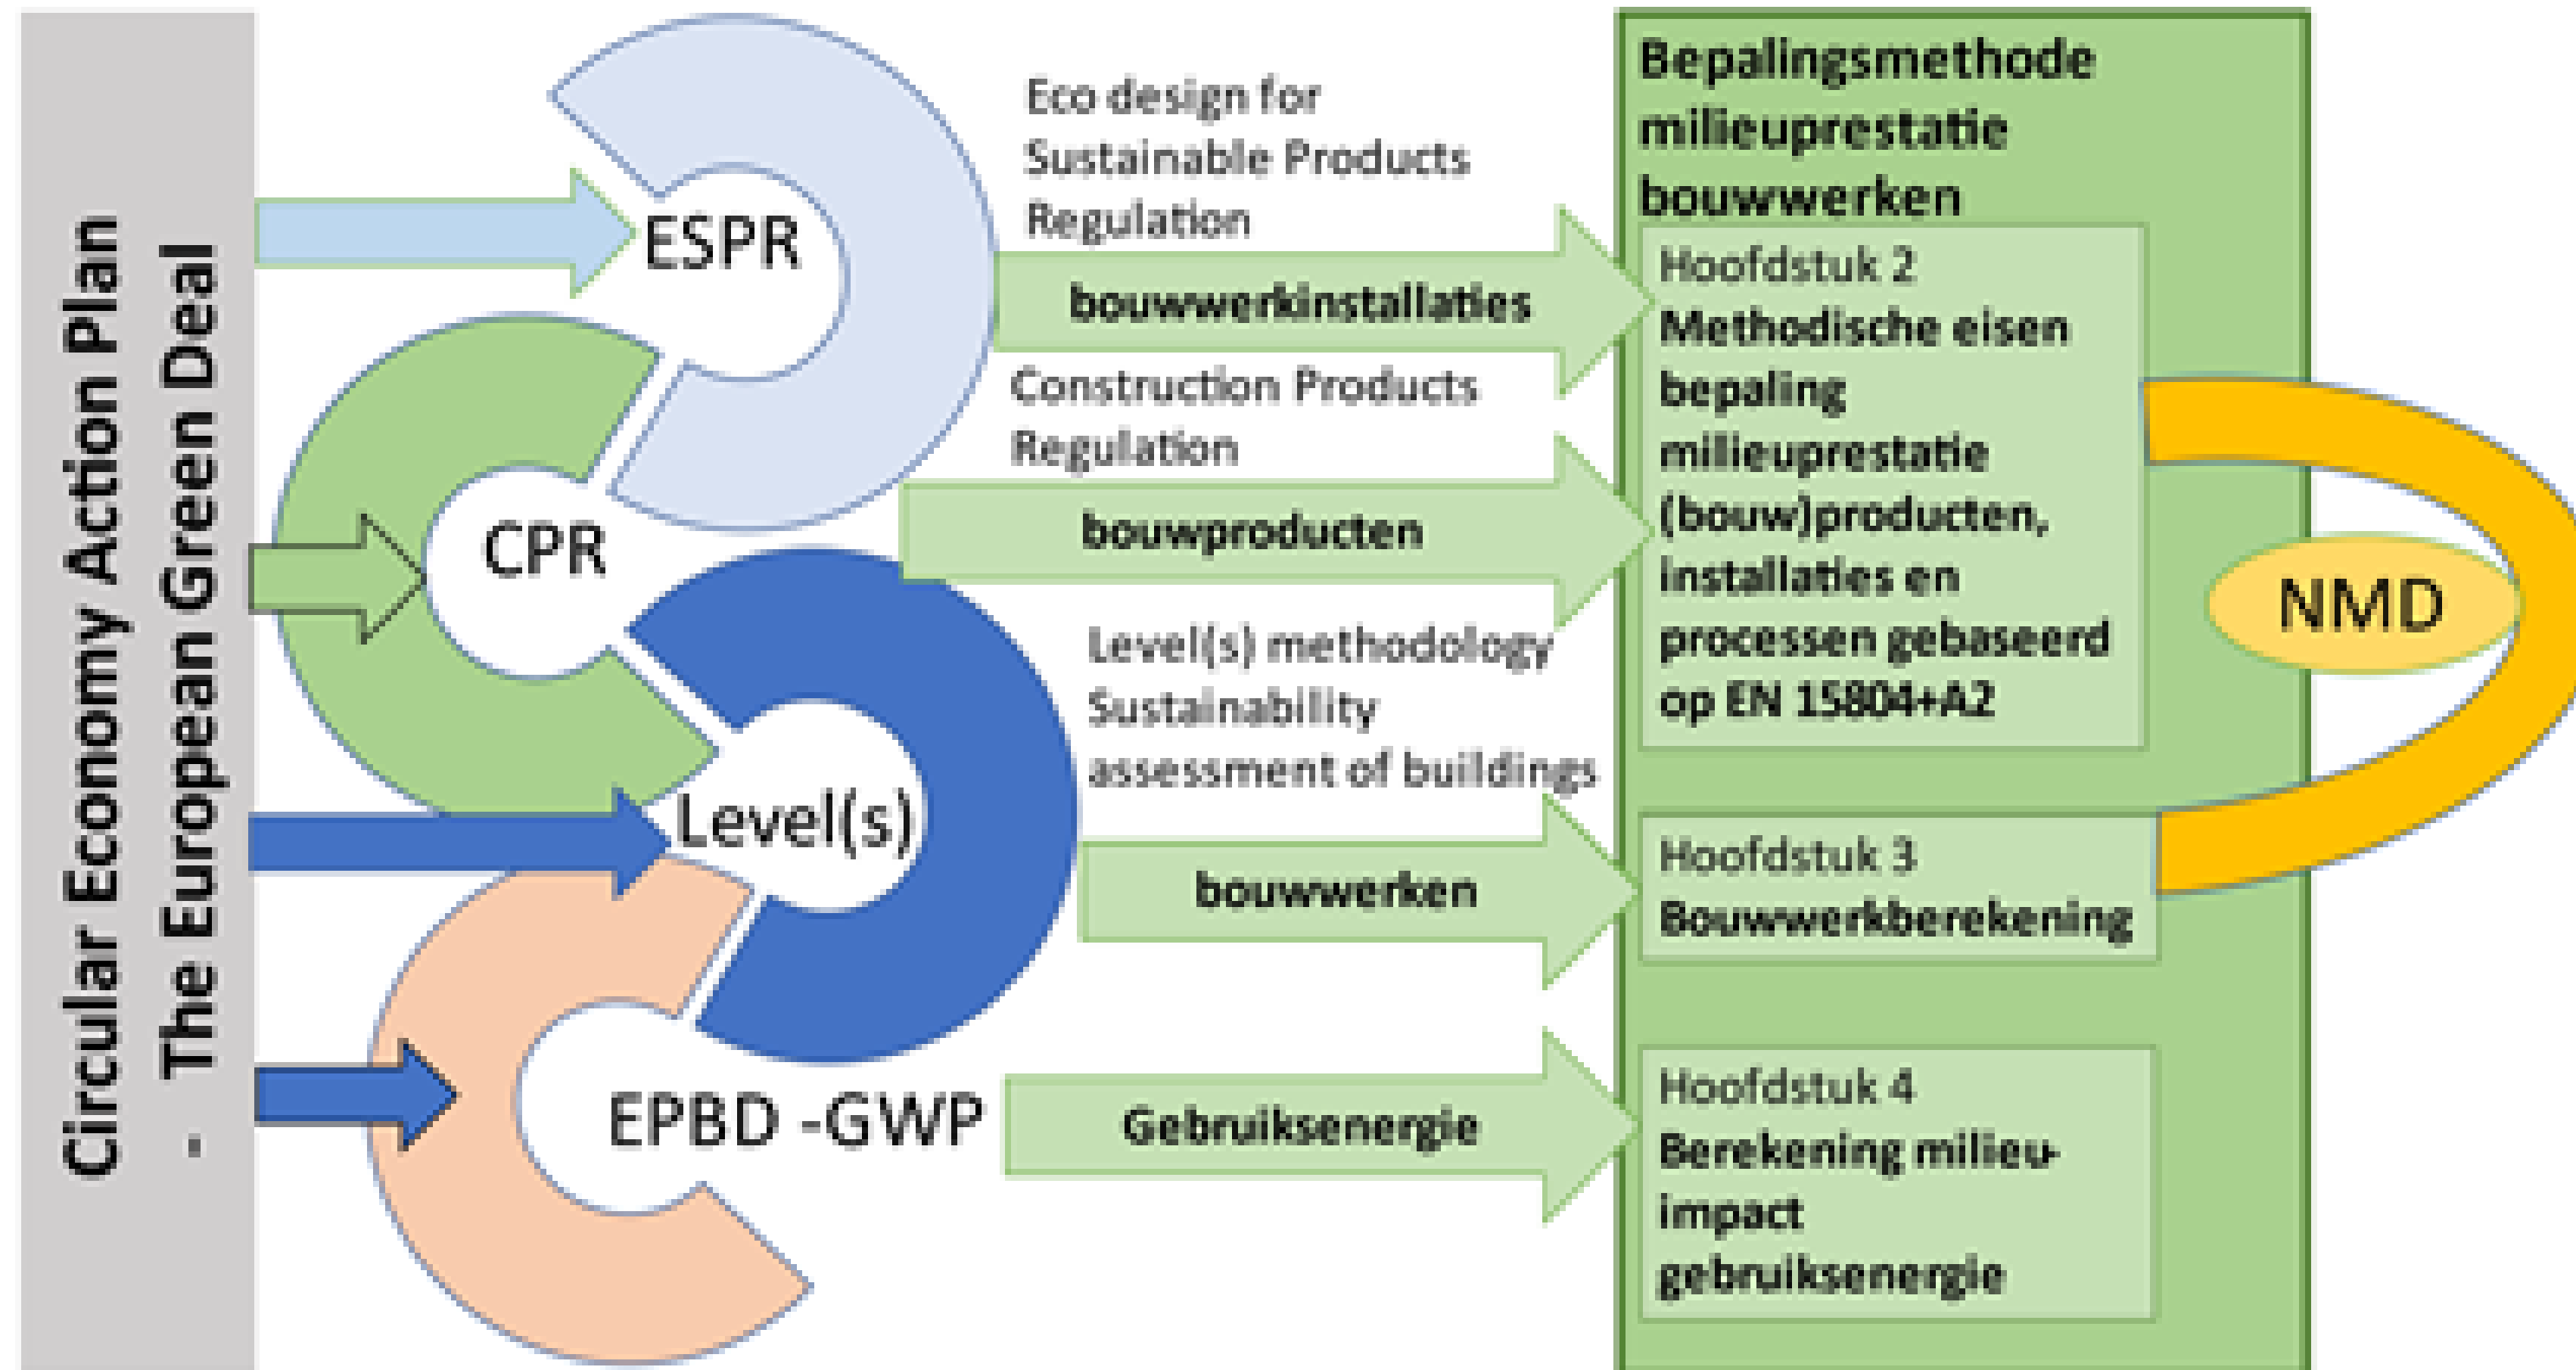 Circular Economy Action Plan
- The European Green Deal
ESPR
CPR
Level(s)
EPBD -GWP
Eco design for
Sustainable Products
Regulation
bouwwerkinstallaties
Construction Products
Regulation
bouwproducten
Level(s) methodology
Sustainability
assessment of buildings
bouwwerken
Gebruiksenergie
Bepalingsmethode
milieuprestatie
bouwwerken
Hoofdstuk 2
Methodische eisen
bepaling
milieuprestatie
(bouw)producten,
installaties en
processen gebaseerd
op EN 15804+A2
Hoofdstuk 3
Bouwwerkberekening
Hoofdstuk 4
Berekening milieu-
impact
gebruiksenergie
NMD